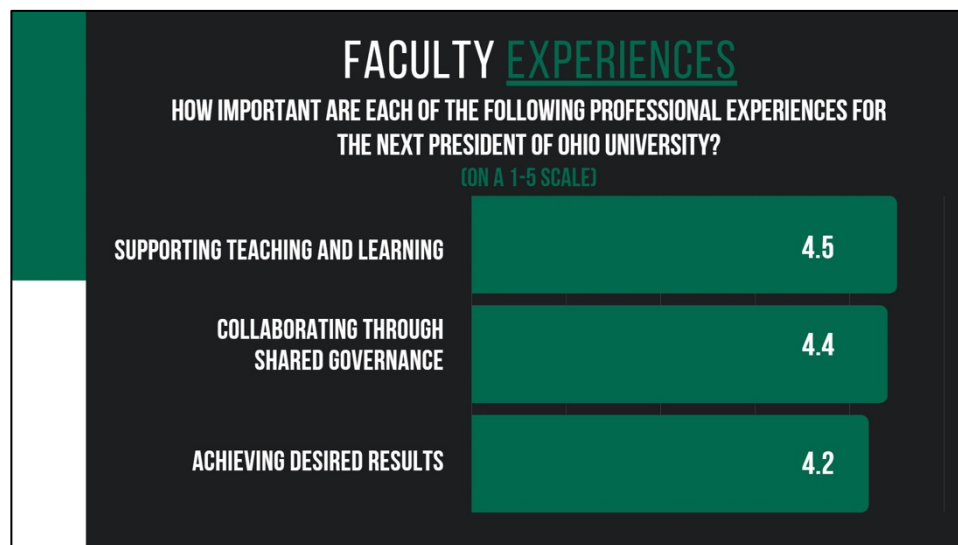 FACULTY EXPERIENCES
HOW IMPORTANT ARE EACH OF THE FOLLOWING PROFESSIONAL EXPERIENCES FOR
THE NEXT PRESIDENT OF OHIO UNIVERSITY?
(ON A 1-5 SCALE)
SUPPORTING TEACHING AND LEARNING
4.5
COLLABORATING THROUGH
SHARED GOVERNANCE
4.4
ACHIEVING DESIRED RESULTS
4.2